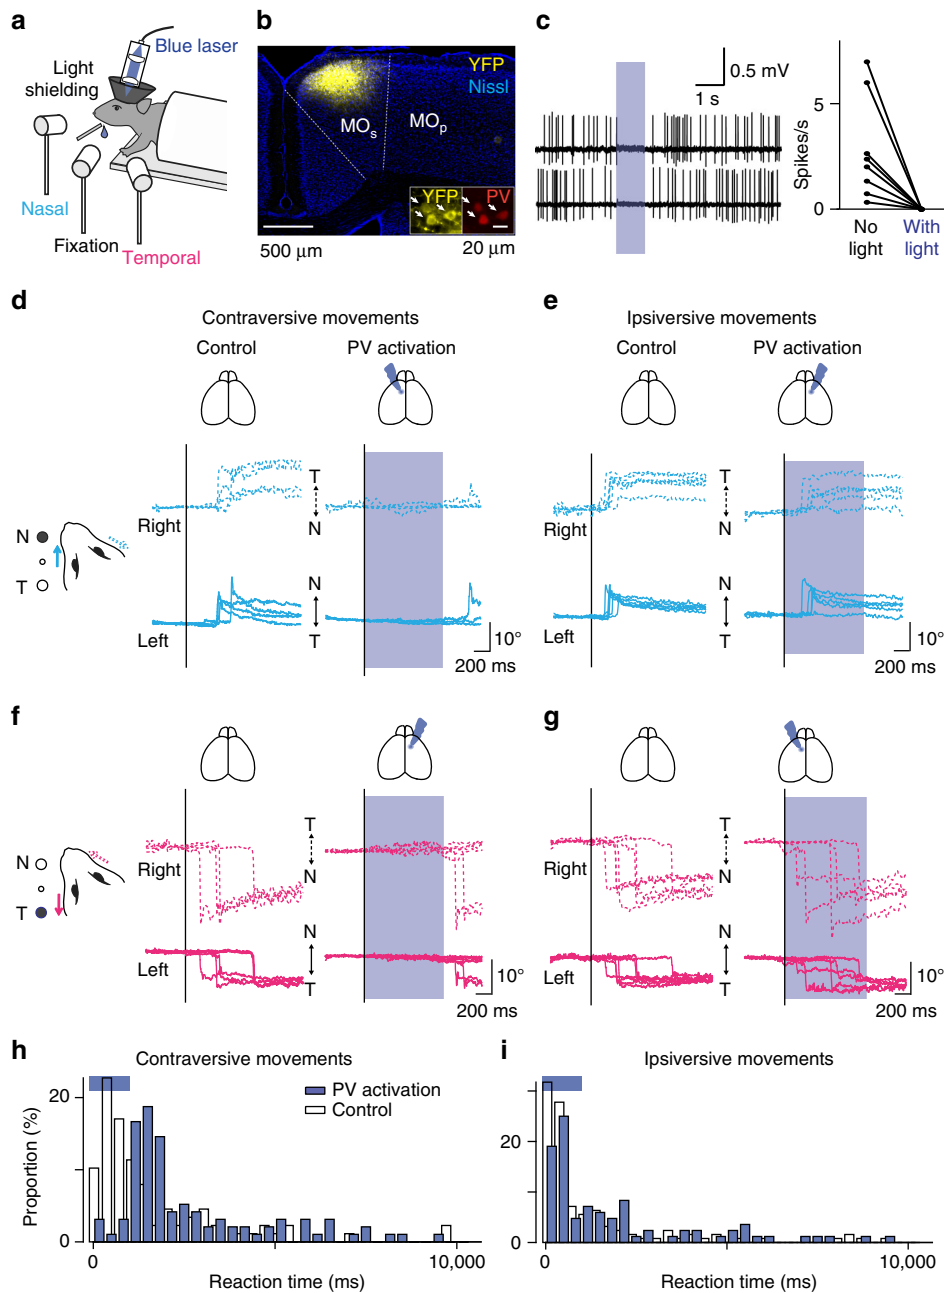 a
Blue laser
Light
shielding
Nasal
Fixation
Temporal
b
YFP
Nissl
MOs
MOp
YFP
PV
500 μm
20 μm
c
0.5 mV
1 s
Spikes/s
5
0
No
light
With
light
d
Contraversive movements
Control
PV activation
e
Ipsiversive movements
Control
PV activation
N
T
Right
T
N
Left
N
T
10°
200 ms
Right
Left
10°
200 ms
f
g
N
T
Right
T
N
Left
N
T
10°
200 ms
Right
Left
10°
200 ms
h
Contraversive movements
PV activation
Control
Proportion (%)
20
0
0
10,000
Reaction time (ms)
i
Ipsiversive movements
20
0
0
10,000
Reaction time (ms)